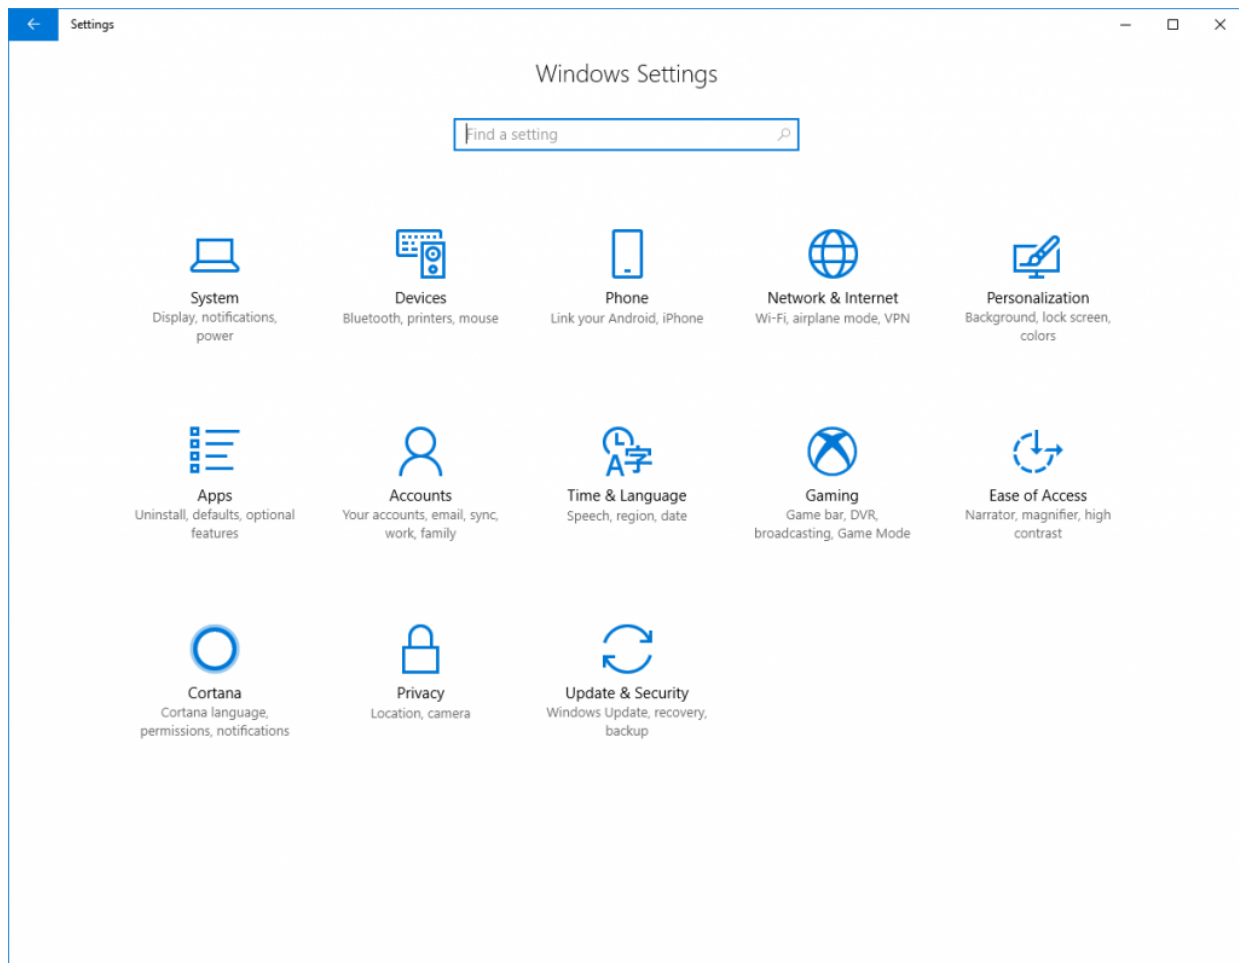 Settings
Windows Settings
Find a setting
System
Display, notifications,
power
Devices
Bluetooth, printers, mouse
Phone
Link your Android, iPhone
Network & Internet
Wi-Fi, airplane mode, VPN
Personalization
Background, lock screen,
colors
Apps
Uninstall, defaults, optional
features
Accounts
Your accounts, email, sync,
work, family
Time & Language
Speech, region, date
Gaming
Game bar, DVR,
broadcasting, Game Mode
Ease of Access
Narrator, magnifier, high
contrast
Cortana
Cortana language,
permissions, notifications
Privacy
Location, camera
Update & Security
Windows Update, recovery,
backup